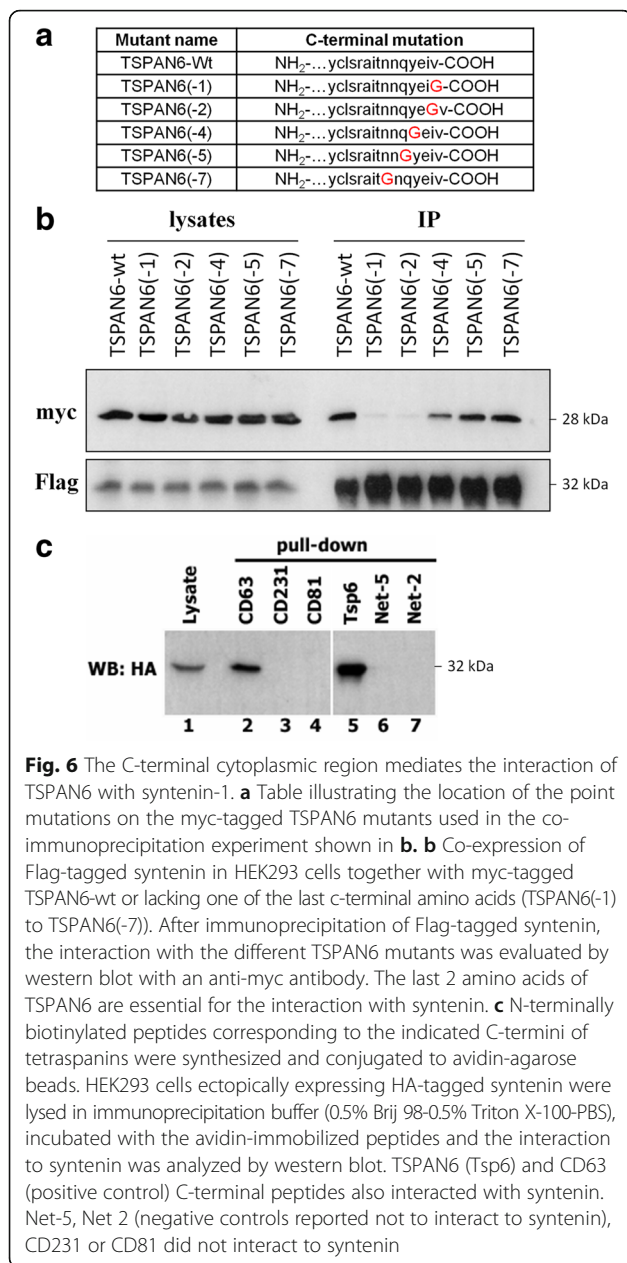 a
Mutant name C-terminal mutation
TSPAN6-Wt NH2-...yclsraitnnqyeiv-COOH
TSPAN6(-1) NH2-...yclsraitnnqyeiG-COOH
TSPAN6(-2) NH2-...yclsraitnnqyeGv-COOH
TSPAN6(-4) NH2-...yclsraitnnqGeiv-COOH
TSPAN6(-5) NH2-...yclsraitnnGyeiv-COOH
TSPAN6(-7) NH2-...yclsraitGnqyeiv-COOH
b
lysates IP
TSPAN6-wt TSPAN6(-1) TSPAN6(-2) TSPAN6(-4) TSPAN6(-5) TSPAN6(-7) TSPAN6-wt TSPAN6(-1) TSPAN6(-2) TSPAN6(-4) TSPAN6(-5) TSPAN6(-7)
myc - 28 kDa
Flag - 32 kDa
c
pull-down
Lysate CD63 CD231 CD81 Tsp6 Net-5 Net-2
WB: HA - 32 kDa
1 2 3 4 5 6 7
Fig. 6 The C-terminal cytoplasmic region mediates the interaction of
TSPAN6 with syntenin-1. a Table illustrating the location of the point
mutations on the myc-tagged TSPAN6 mutants used in the co-
immunoprecipitation experiment shown in b. b Co-expression of
Flag-tagged syntenin in HEK293 cells together with myc-tagged
TSPAN6-wt or lacking one of the last c-terminal amino acids (TSPAN6(-1)
to TSPAN6(-7)). After immunoprecipitation of Flag-tagged syntenin,
the interaction with the different TSPAN6 mutants was evaluated by
western blot with an anti-myc antibody. The last 2 amino acids of
TSPAN6 are essential for the interaction with syntenin. c N-terminally
biotinylated peptides corresponding to the indicated C-termini of
tetraspanins were synthesized and conjugated to avidin-agarose
beads. HEK293 cells ectopically expressing HA-tagged syntenin were
lysed in immunoprecipitation buffer (0.5% Brij 98-0.5% Triton X-100-PBS),
incubated with the avidin-immobilized peptides and the interaction
to syntenin was analyzed by western blot. TSPAN6 (Tsp6) and CD63
(positive control) C-terminal peptides also interacted with syntenin.
Net-5, Net 2 (negative controls reported not to interact to syntenin),
CD231 or CD81 did not interact to syntenin